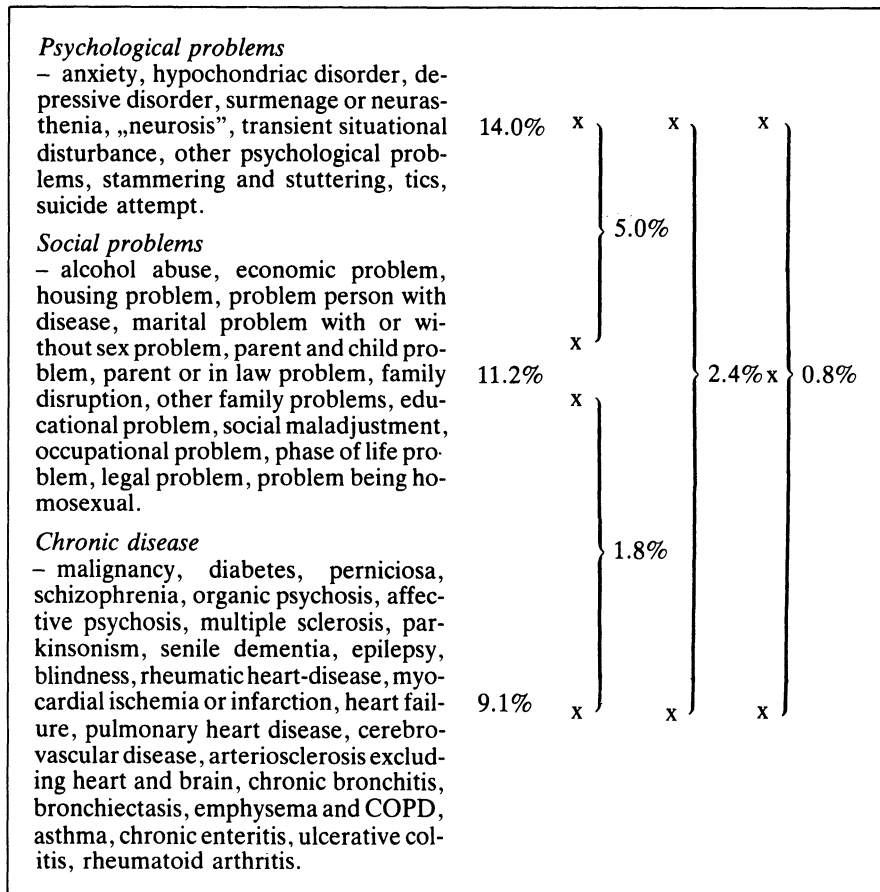 Psychological problems
– anxiety, hypochondriac disorder, de-
pressive disorder, surmenage or neuras-
thenia, „neurosis”, transient situational
disturbance, other psychological prob-
lems, stammering and stuttering, tics,
suicide attempt.
14.0% x x x
5.0%
Social problems
– alcohol abuse, economic problem,
housing problem, problem person with
disease, marital problem with or wi-
thout sex problem, parent and child pro-
blem, parent or in law problem, family
disruption, other family problems, edu-
cational problem, social maladjustment,
occupational problem, phase of life pro-
blem, legal problem, problem being ho-
mosexual.
x
11.2% 2.4% x 0.8%
x
1.8%
Chronic disease
– malignancy, diabetes, perniciosa,
schizophrenia, organic psychosis, affec-
tive psychosis, multiple sclerosis, par-
kinsonism, senile dementia, epilepsy,
blindness, rheumatic heart-disease, myo-
cardial ischemia or infarction, heart fail-
ure, pulmonary heart disease, cerebro-
vascular disease, arteriosclerosis exclud-
ing heart and brain, chronic bronchitis,
bronchiectasis, emphysema and COPD,
asthma, chronic enteritis, ulcerative col-
itis, rheumatoid arthritis.
9.1% x x x